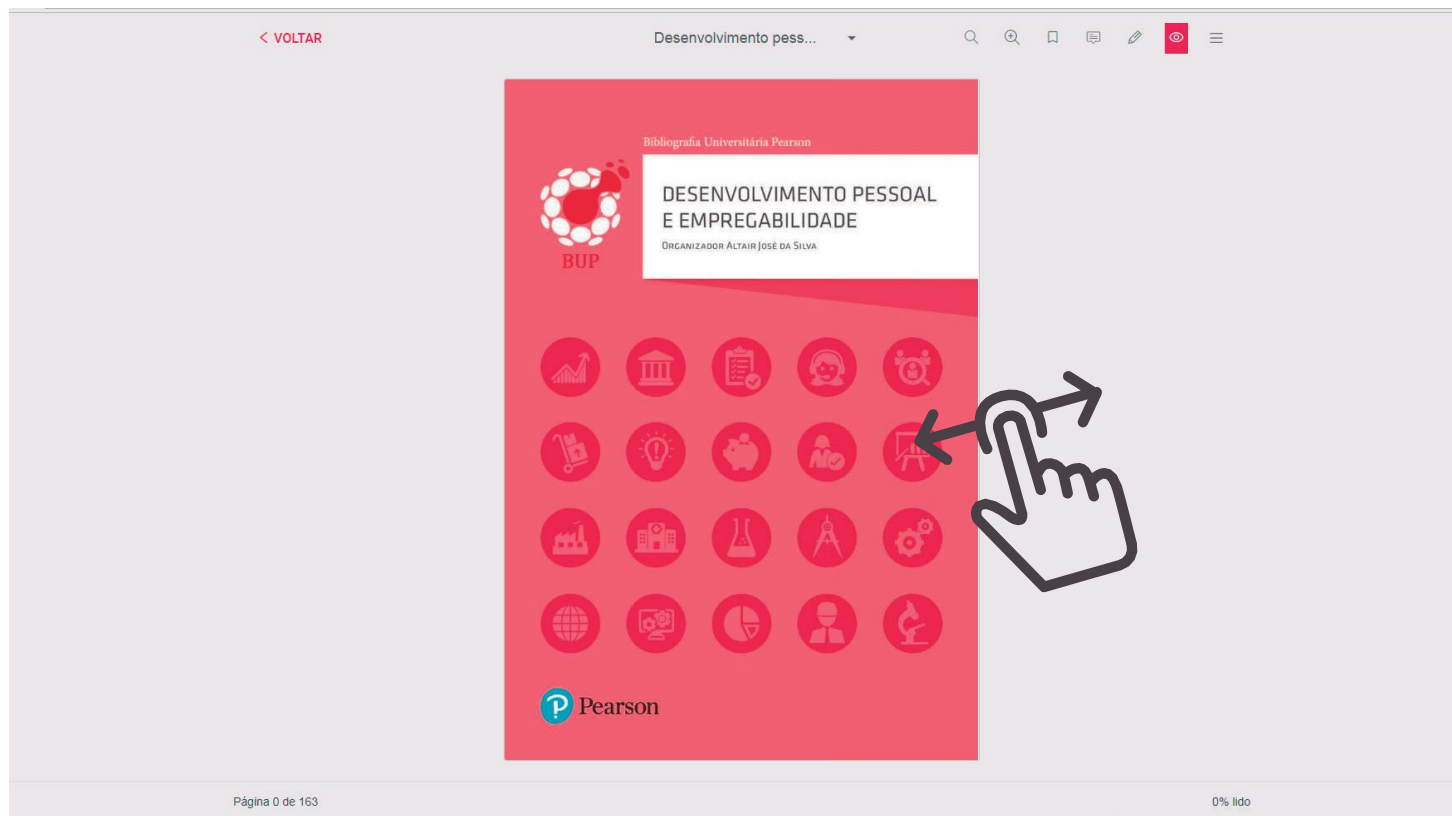 < VOLTAR
Desenvolvimento pess...
Bibliografia Universitária Pearson
DESENVOLVIMENTO PESSOAL
E EMPREGABILIDADE
Organizador Altair José da Silva
BUP
Pearson
Página 0 de 163
0% lido